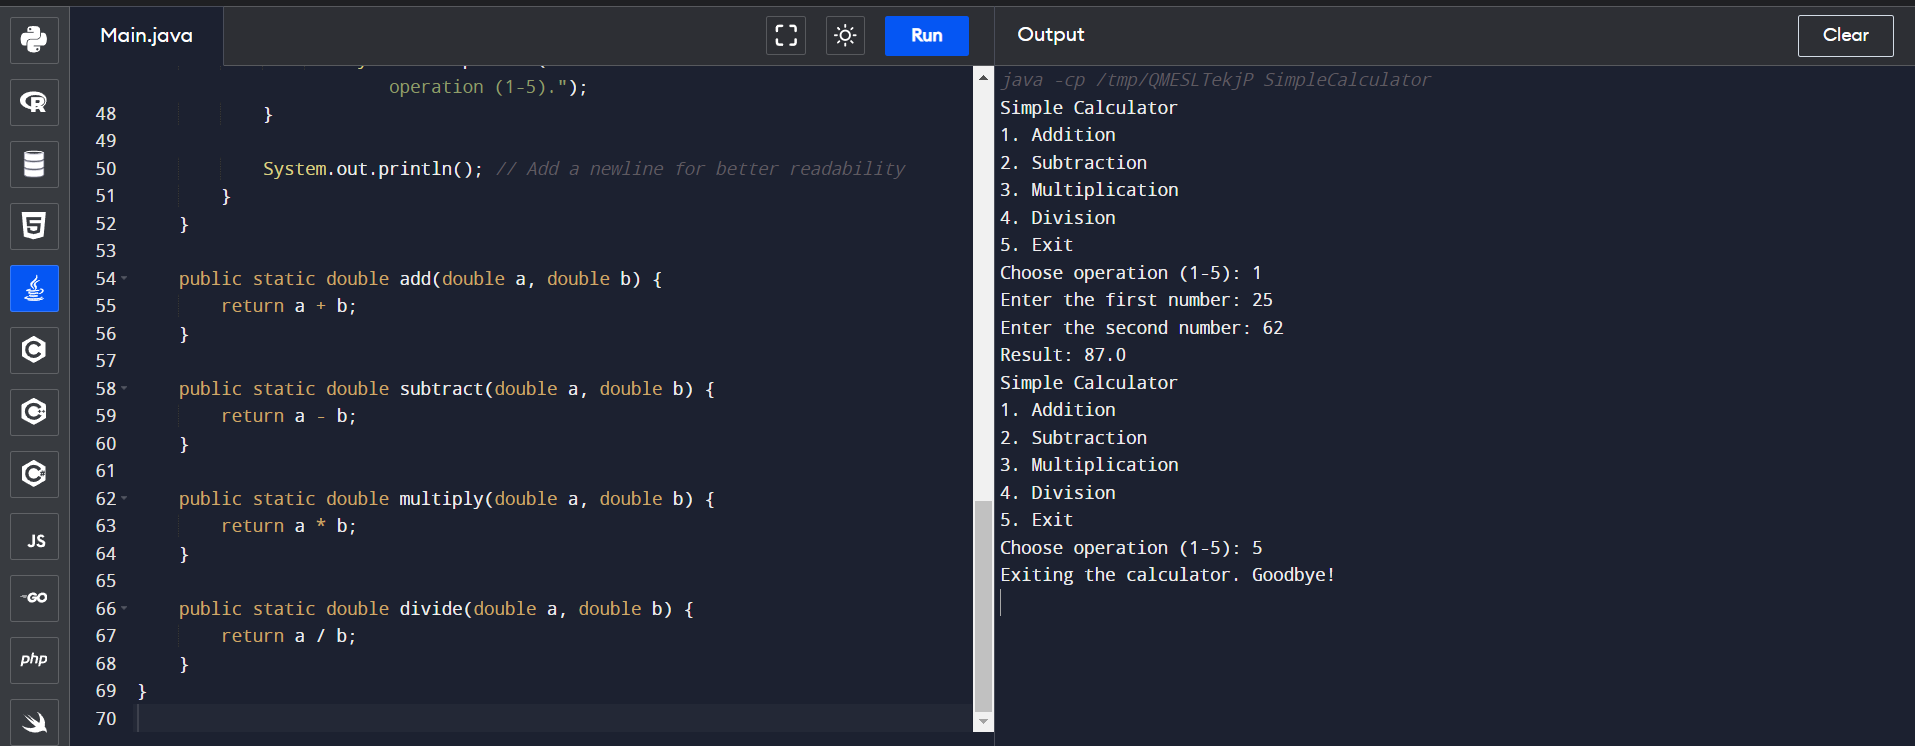 Main.java
Run
operation (1-5).");
48 }
49
50 System.out.println(); // Add a newline for better readability
51 }
52 }
53
54 public static double add(double a, double b) {
55 return a + b;
56 }
57
58 public static double subtract(double a, double b) {
59 return a - b;
60 }
61
62 public static double multiply(double a, double b) {
63 return a * b;
64 }
65
66 public static double divide(double a, double b) {
67 return a / b;
68 }
69 }
70
R
5
C
C++
C#
JS
GO
php
Output
Clear
java -cp /tmp/QMESLTekjP SimpleCalculator
Simple Calculator
1. Addition
2. Subtraction
3. Multiplication
4. Division
5. Exit
Choose operation (1-5): 1
Enter the first number: 25
Enter the second number: 62
Result: 87.0
Simple Calculator
1. Addition
2. Subtraction
3. Multiplication
4. Division
5. Exit
Choose operation (1-5): 5
Exiting the calculator. Goodbye!